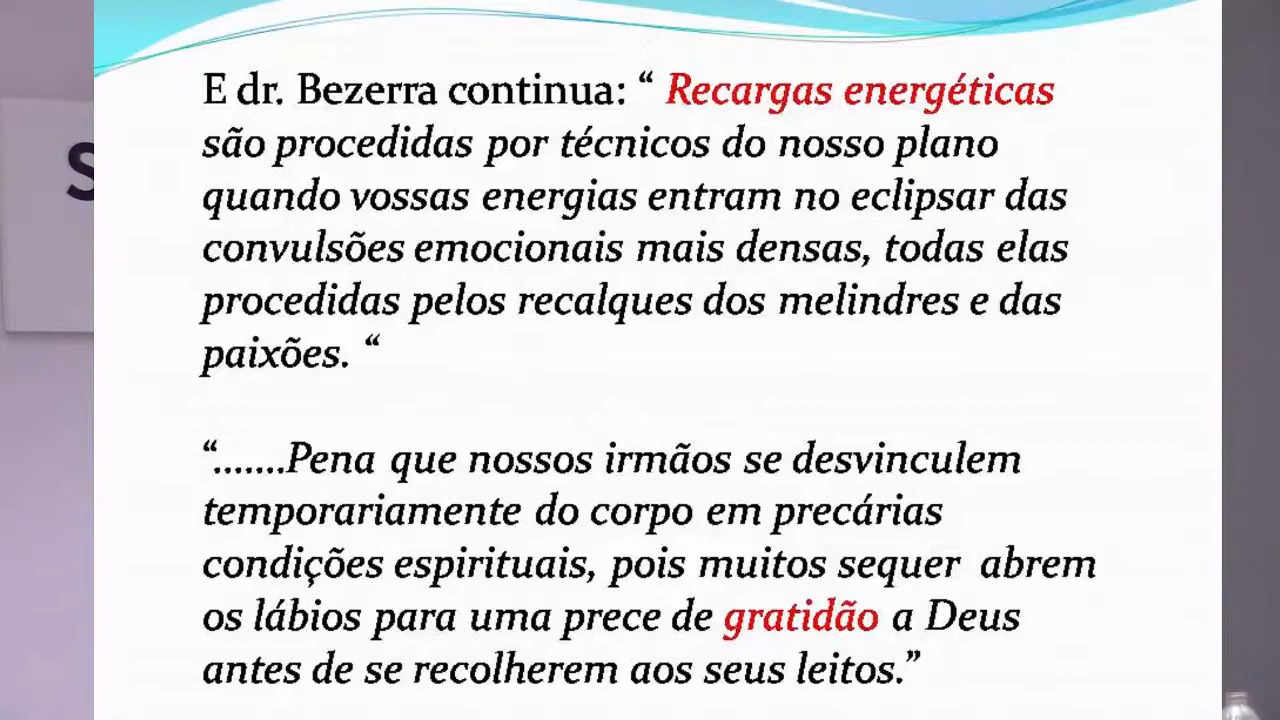 E dr. Bezerra continua: “ Recargas energéticas
são procedidas por técnicos do nosso plano
quando vossas energias entram no eclipsar das
convulsões emocionais mais densas, todas elas
procedidas pelos recalques dos melindres e das
paixões. “
“.......Pena que nossos irmãos se desvinculem
temporariamente do corpo em precárias
condições espirituais, pois muitos sequer abrem
os lábios para uma prece de gratidão a Deus
antes de se recolherem aos seus leitos.”